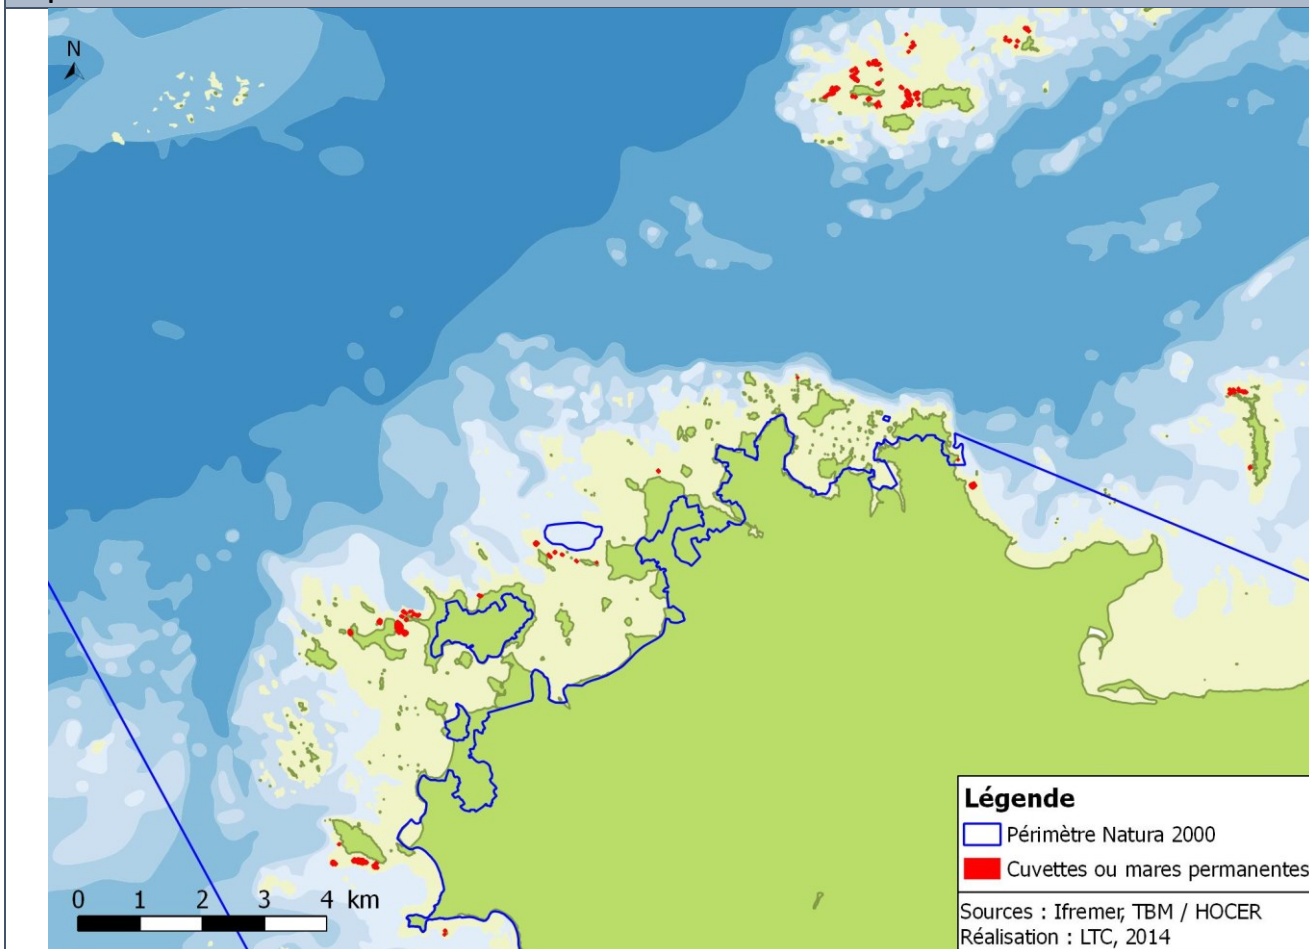 N
0 1 2 3 4 km
Légende
Périmètre Natura 2000
Cuvettes ou mares permanentes
Sources : Ifremer, TBM / HOCER
Réalisation : LTC, 2014